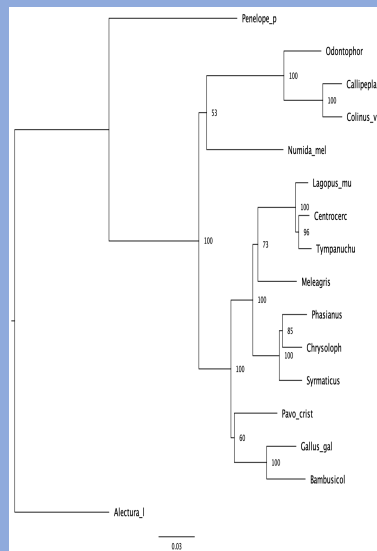 Penelope_p
Odontophor
100
Callipepla
100
Colinus_v
53
Numida_mel
Lagopus_mu
100
Centrocerc
100
96
Tympanuchu
73
Meleagris
100
Phasianus
85
Chrysoloph
100
Syrmaticus
100
Pavo_crist
60
Gallus_gal
100
Bambusicol
Alectura_l
0.03